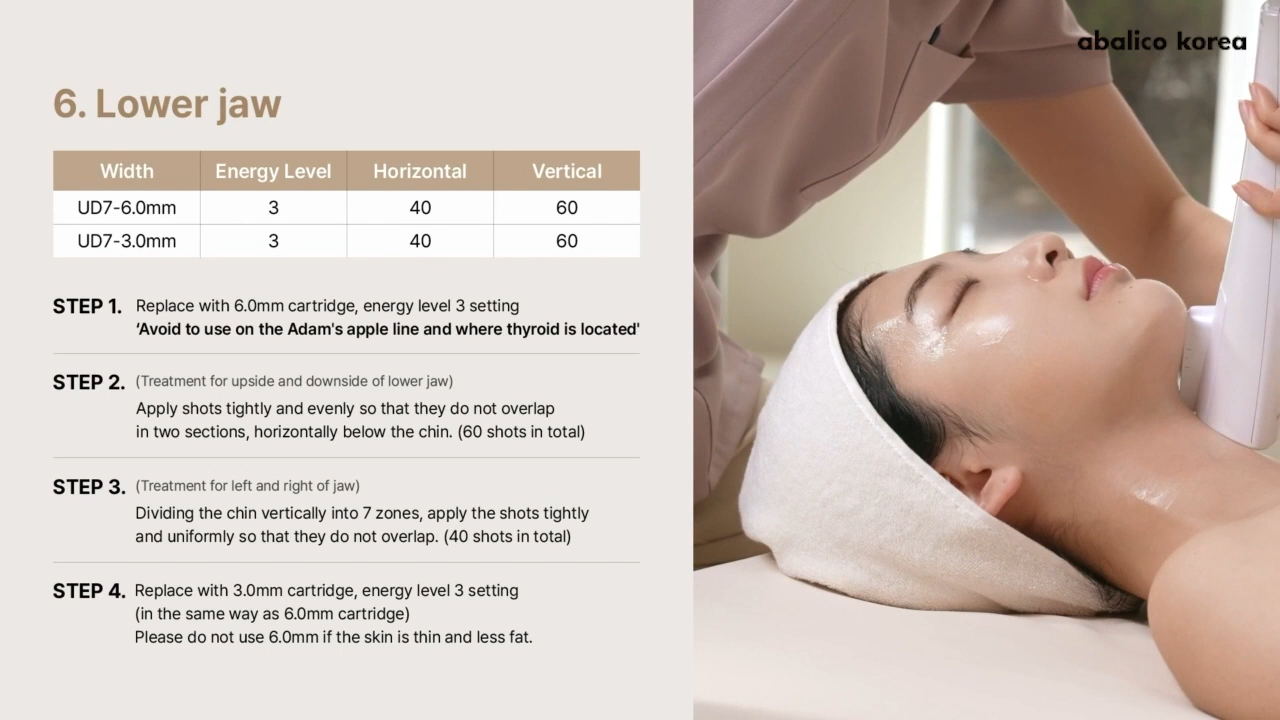 abalico korea
6. Lower jaw
Width Energy Level Horizontal Vertical
UD7-6.0mm 3 40 60
UD7-3.0mm 3 40 60
STEP 1. Replace with 6.0mm cartridge, energy level 3 setting
‘Avoid to use on the Adam's apple line and where thyroid is located'
STEP 2. (Treatment for upside and downside of lower jaw)
Apply shots tightly and evenly so that they do not overlap
in two sections, horizontally below the chin. (60 shots in total)
STEP 3. (Treatment for left and right of jaw)
Dividing the chin vertically into 7 zones, apply the shots tightly
and uniformly so that they do not overlap. (40 shots in total)
STEP 4. Replace with 3.0mm cartridge, energy level 3 setting
(in the same way as 6.0mm cartridge)
Please do not use 6.0mm if the skin is thin and less fat.